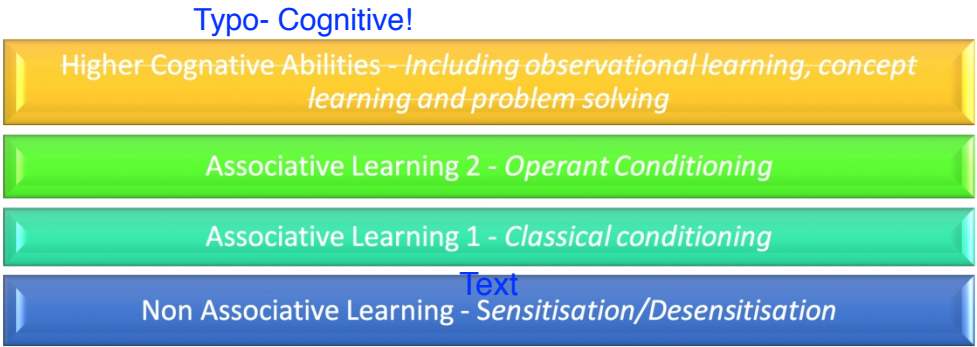 Typo- Cognitive!
Higher Cognative Abilities - Including observational learning, concept
learning and problem solving
Associative Learning 2 - Operant Conditioning
Associative Learning 1 - Classical conditioning
Text
Non Associative Learning - Sensitisation/Desensitisation